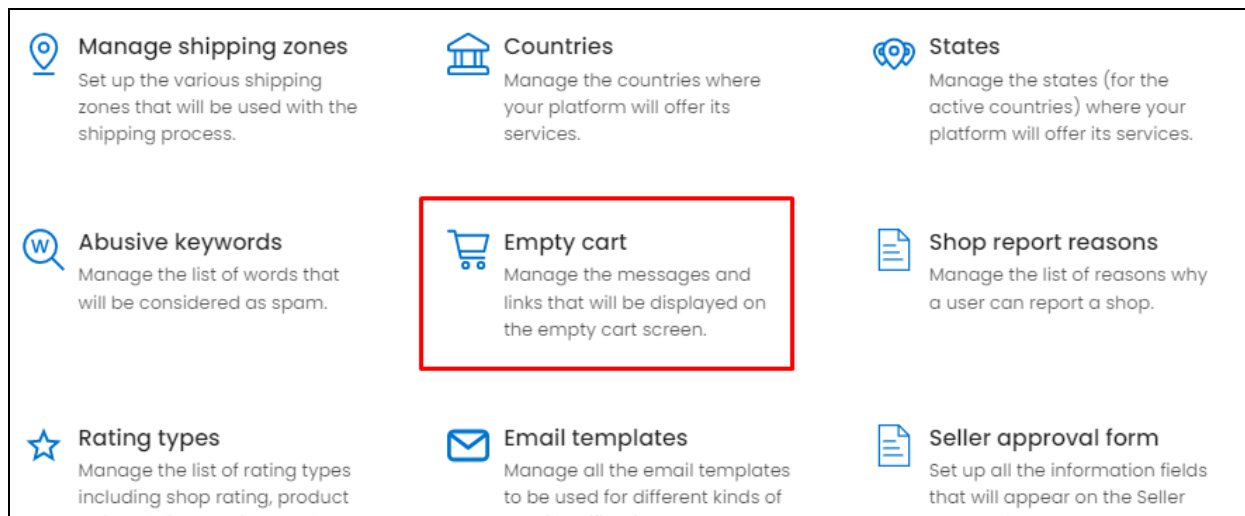 Manage shipping zones
Set up the various shipping
zones that will be used with the
shipping process.
Countries
Manage the countries where
your platform will offer its
services.
States
Manage the states (for the
active countries) where your
platform will offer its services.
W
Abusive keywords
Manage the list of words that
will be considered as spam.
Empty cart
Manage the messages and
links that will be displayed on
the empty cart screen.
Shop report reasons
Manage the list of reasons why
a user can report a shop.
Rating types
Manage the list of rating types
including shop rating, product
Email templates
Manage all the email templates
to be used for different kinds of
Seller approval form
Set up all the information fields
that will appear on the Seller